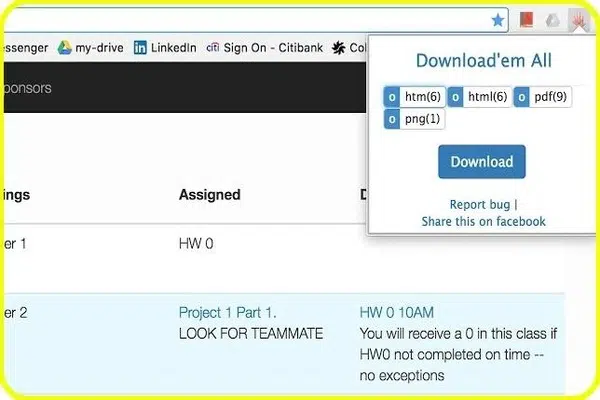 essenger my-drive LinkedIn citi Sign On - Citibank Col
Download'em All
o htm(6) o html(6) o pdf(9)
o png(1)
Download
Report bug |
Share this on facebook
ponsors
ings Assigned D
er 1 HW 0
er 2 Project 1 Part 1. HW 0 10AM
LOOK FOR TEAMMATE You will receive a 0 in this class if
HW0 not completed on time --
no exceptions